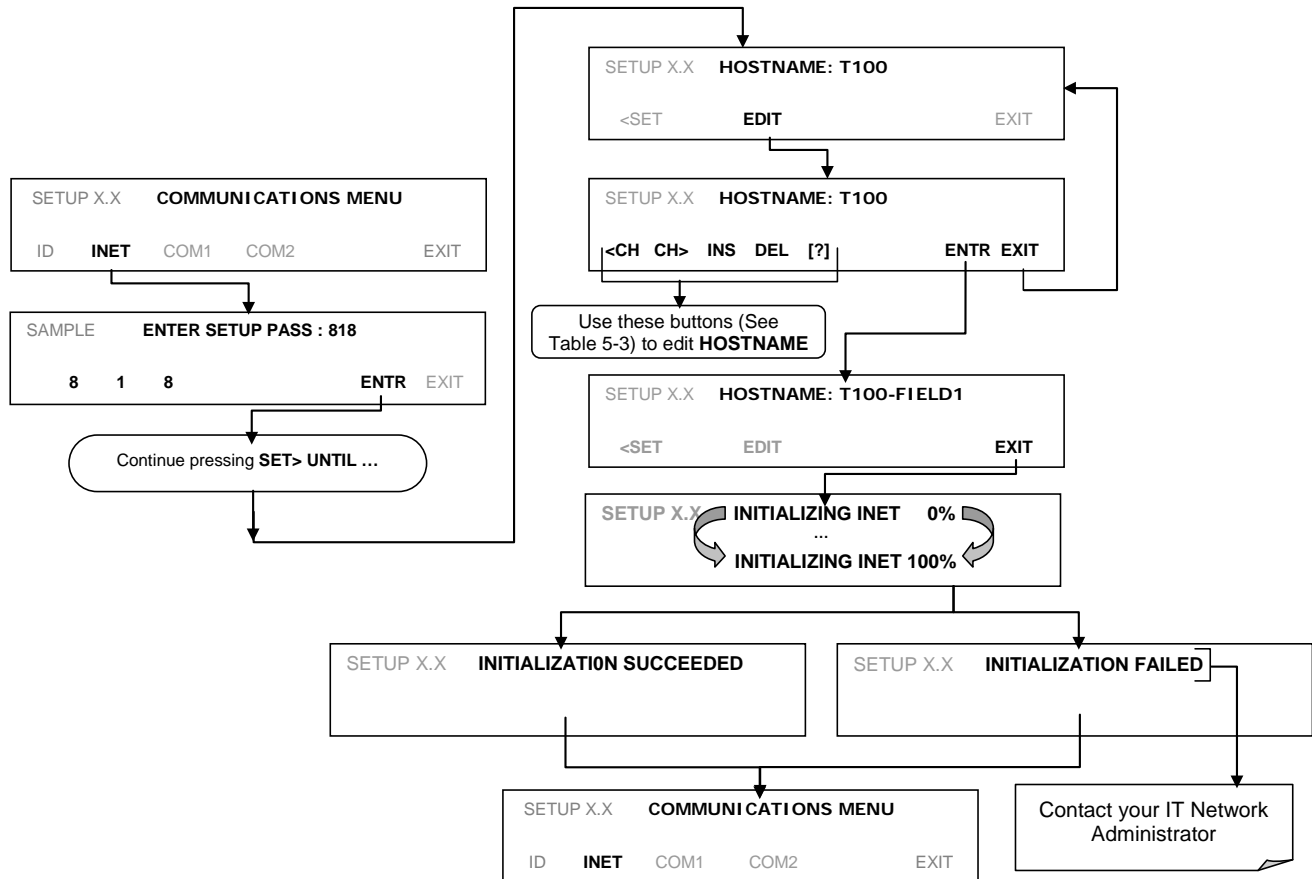 SETUP X.X COMMUNICATIONS MENU
ID INET COM1 COM2 EXIT
SAMPLE ENTER SETUP PASS : 818
8 1 8 ENTR EXIT
Continue pressing SET> UNTIL …
SETUP X.X HOSTNAME: T100
<SET EDIT EXIT
SETUP X.X HOSTNAME: T100
<CH CH> INS DEL [?] ENTR EXIT
Use these buttons (See
Table 5-3) to edit HOSTNAME
SETUP X.X HOSTNAME: T100-FIELD1
<SET EDIT EXIT
SETUP X.X INITIALIZING INET 0%
…
INITIALIZING INET 100%
SETUP X.X INITIALIZATI0N SUCCEEDED
SETUP X.X INITIALIZATION FAILED
SETUP X.X COMMUNICATIONS MENU
ID INET COM1 COM2 EXIT
Contact your IT Network
Administrator